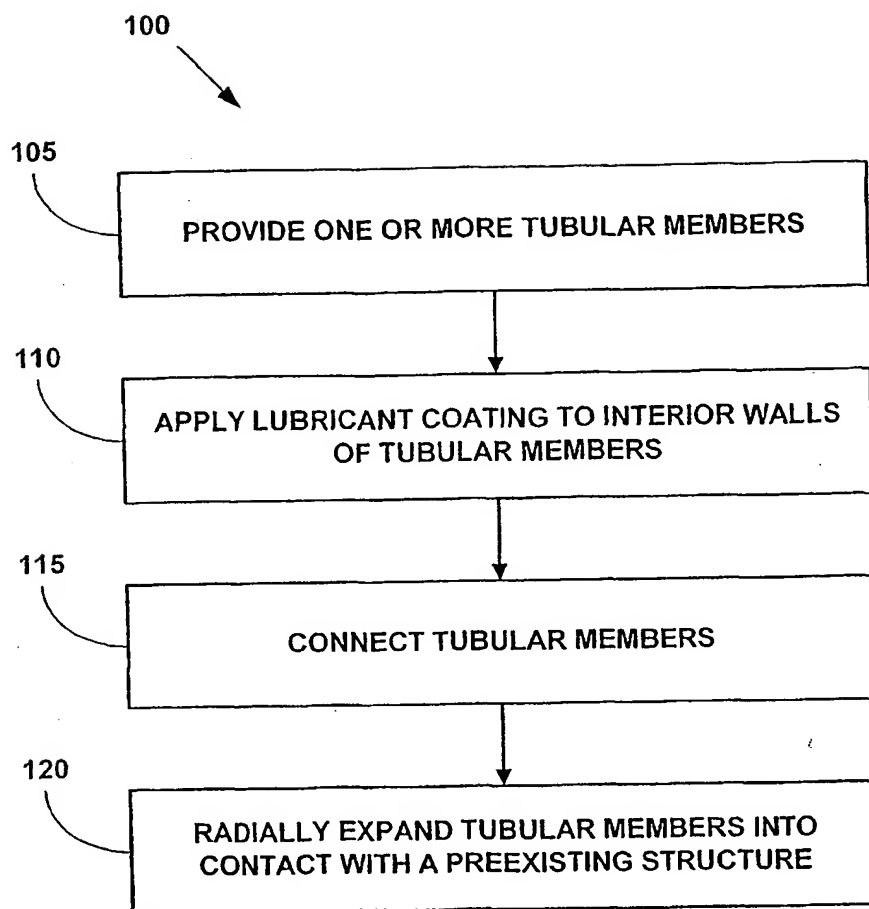 100
105
PROVIDE ONE OR MORE TUBULAR MEMBERS
110
APPLY LUBRICANT COATING TO INTERIOR WALLS
OF TUBULAR MEMBERS
115
CONNECT TUBULAR MEMBERS
120
RADIALLY EXPAND TUBULAR MEMBERS INTO
CONTACT WITH A PREEXISTING STRUCTURE